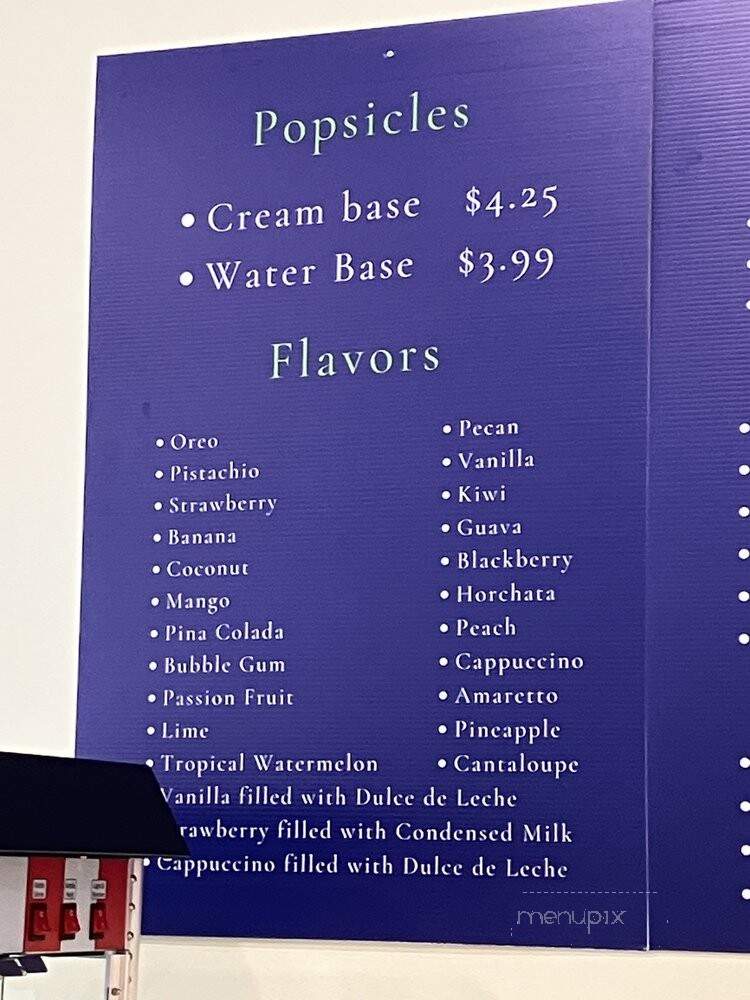 Popsicles
• Cream base $4.25
• Water Base $3.99
Flavors
• Oreo
• Pistachio
• Strawberry
• Banana
• Coconut
• Mango
• Pina Colada
• Bubble Gum
• Passion Fruit
• Lime
• Tropical Watermelon
Vanilla filled with Dulce de Leche
rawberry filled with Condensed Milk
• Cappuccino filled with Dulce de Leche
• Pecan
• Vanilla
• Kiwi
• Guava
• Blackberry
• Horchata
• Peach
• Cappuccino
• Amaretto
• Pineapple
• Cantaloupe
menupix